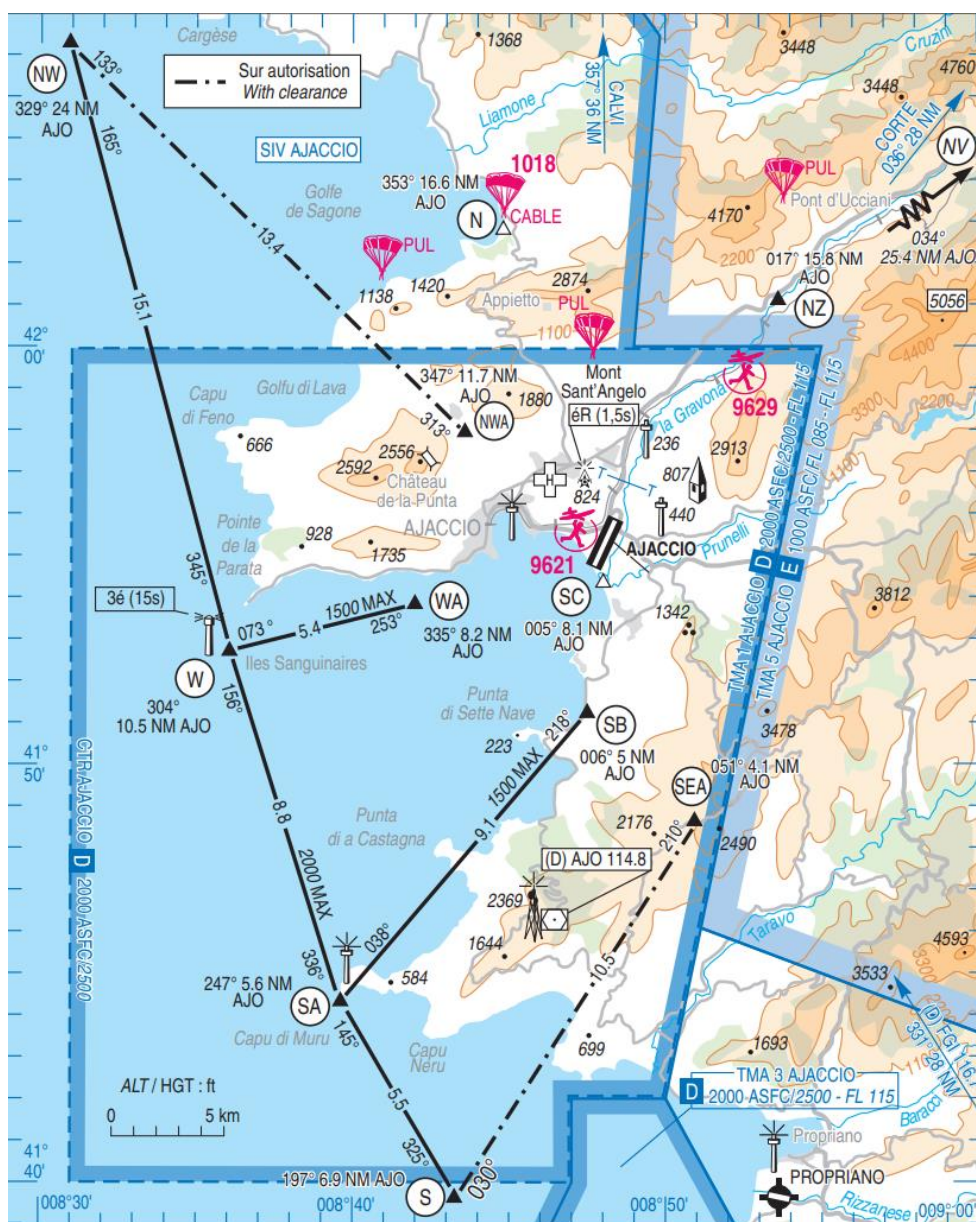 Cargèse
1368
3448
Cruzini
4760
NW
133°
Sur autorisation
With clearance
329° 24 NM
AJO
165°
Liamone
CALVI
357° 36 NM
3448
CORTE
036° 28 NM
NV
SIV AJACCIO
1018
353° 16.6 NM
AJO
CABLE
N
PUL
Pont d'Ucciani
Golfe
de Sagone
4170
2200
034°
25.4 NM AJO
PUL
13.4
017° 15.8 NM
AJO
NZ
2874
1420
1138
Appietto
PUL
1100
5056
15.1
42°
00'
4400
3300
2200
1100
Mont
Sant'Angelo
347° 11.7 NM
AJO
NWA
313°
1880
Golfu di Lava
Capu
di Feno
666
éR (1,5s)
la Gravona
9629
236
2913
2556
2592
Château
de la Punta
807
824
T
T
440
AJACCIO
AJACCIO
Prunelli
9621
Pointe
de la
Parata
928
1735
345°
3é (15s)
073°
5.4
1500 MAX
253°
WA
335° 8.2 NM
AJO
SC
005° 8.1 NM
AJO
1342
3812
TMA 1 AJACCIO D 2000 ASFC/2500 - FL 115
TMA 5 AJACCIO E 1000 ASFC/FL 085 - FL 115
W
Iles Sanguinaires
304°
10.5 NM AJO
156°
Punta
di Sette Nave
223
218°
SB
006° 5 NM
AJO
3478
41°
50'
051° 4.1 NM
AJO
SEA
1500 MAX
9.1
8.8
2000 MAX
Punta
di a Castagna
2176
210°
2490
(D) AJO 114.8
CTR AJACCIO D 2000 ASFC/2500
2369
1644
10.5
Taravo
4593
3300
2200
1100
3533
038°
336°
247° 5.6 NM
AJO
SA
584
Capu di Muru
145°
Capu
Neru
699
1693
(D) FGI 116
331° 28 NM
ALT / HGT : ft
0
5 km
5.5
TMA 3 AJACCIO
D 2000 ASFC/2500 - FL 115
Baracci
Propriano
325°
030°
41°
40'
197° 6.9 NM AJO
S
PROPRIANO
Rizzanese
008°30'
008°40'
008°50'
009° 00'